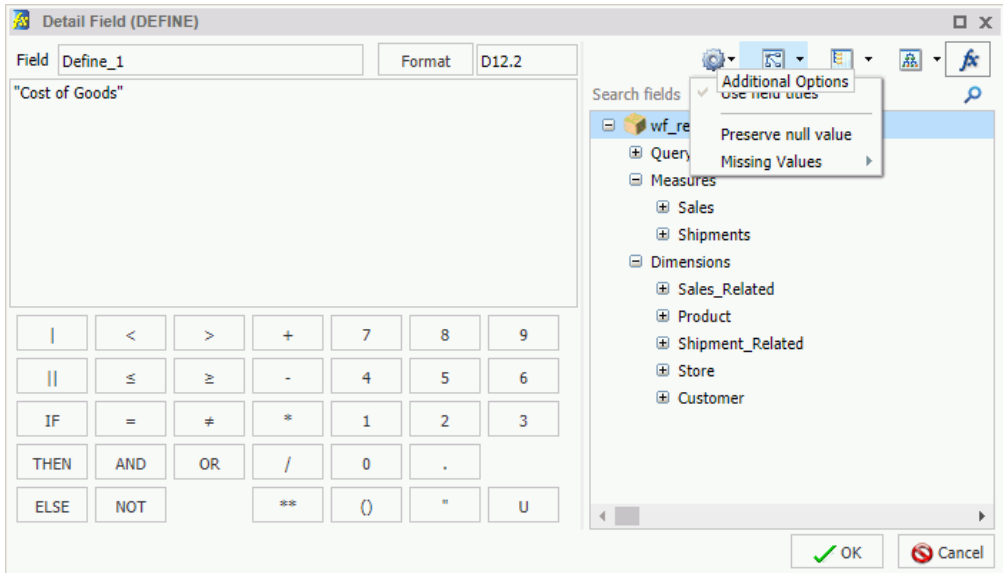 Detail Field (DEFINE)
Field Define_1 Format D12.2
"Cost of Goods"
Additional Options
Search fields Use field titles
wf_re
Preserve null value
Query
Missing Values
Measures
Sales
Shipments
Dimensions
Sales_Related
Product
Shipment_Related
Store
Customer
| < > + 7 8 9
|| ≤ ≥ - 4 5 6
IF = ≠ * 1 2 3
THEN AND OR / 0 .
ELSE NOT ** () " U
OK Cancel